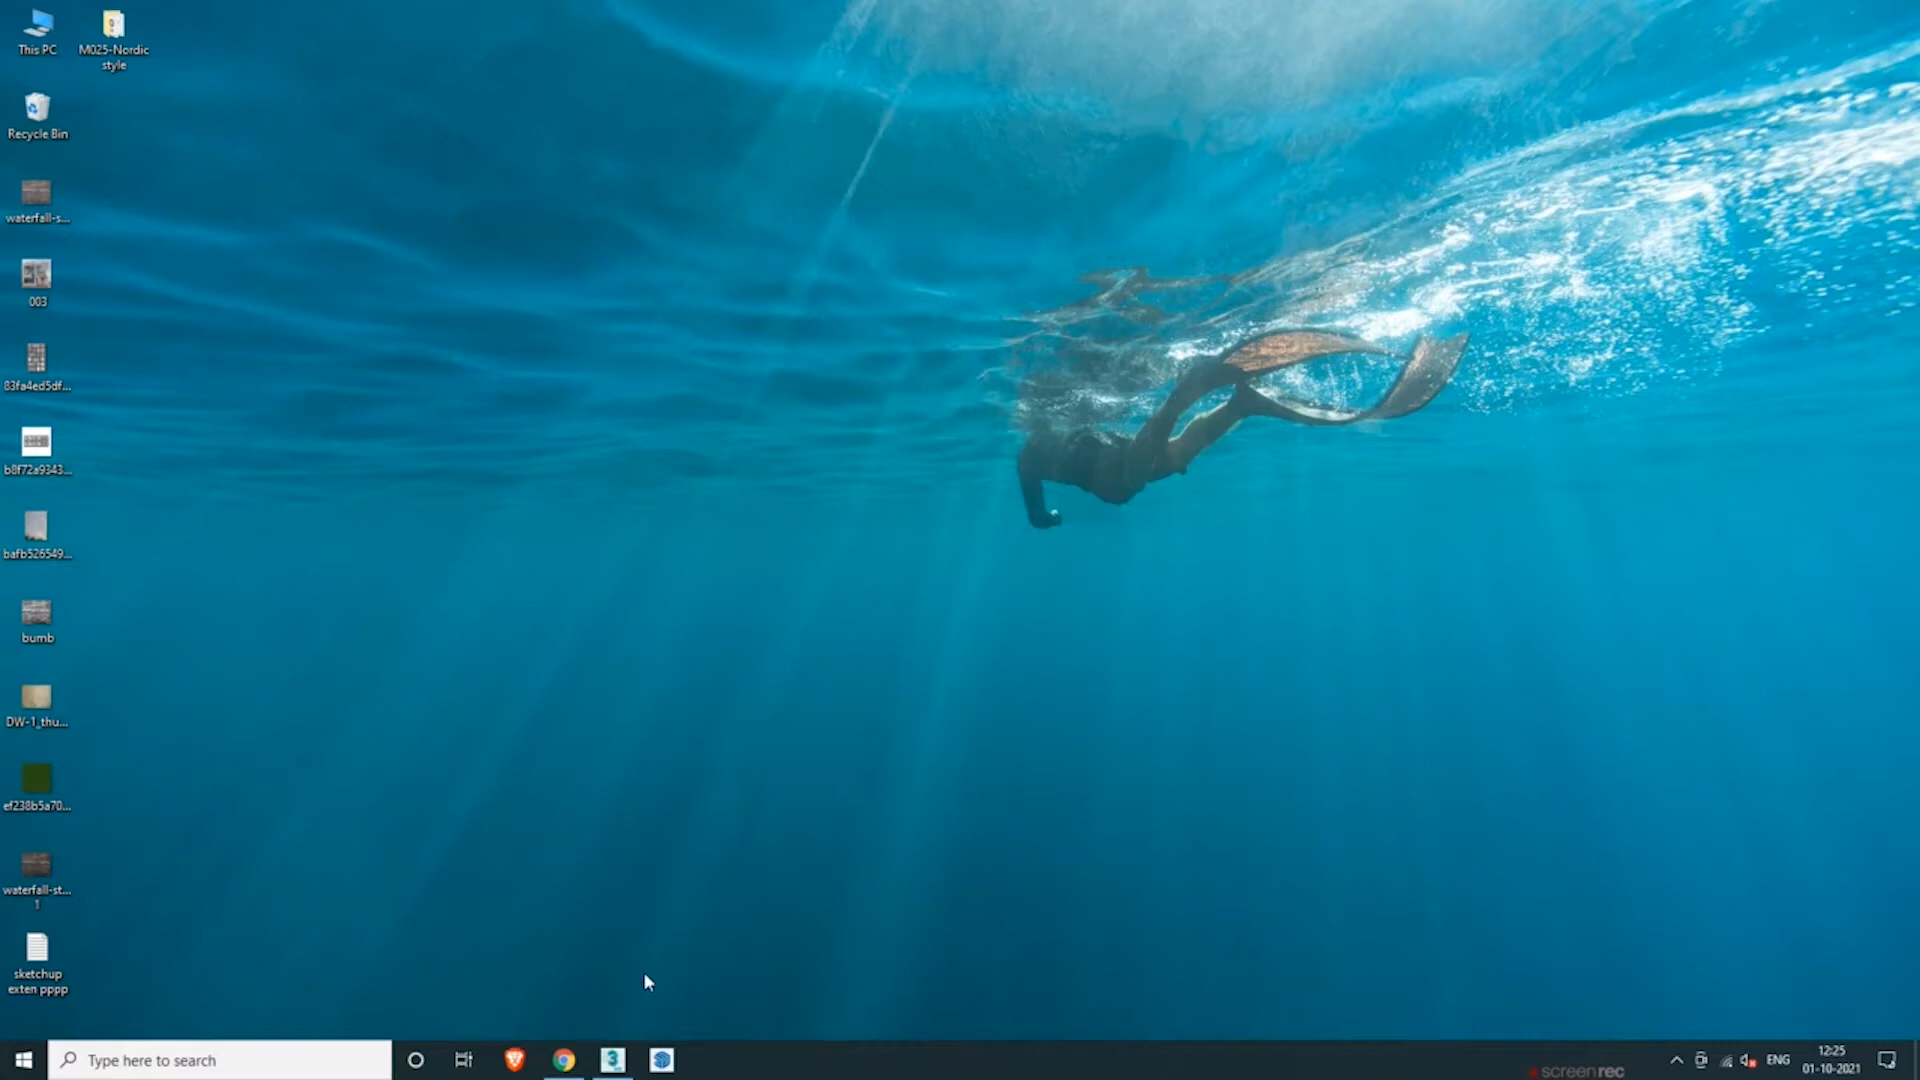 This PC
M025-Nordic
style
Recycle Bin
waterfall-s...
003
83fa4ed5df...
b8f72a9343...
bafb526549...
bumb
DW-1_thu...
ef238b5a70...
waterfall-st...
1
sketchup
exten pppp
Type here to search
3
ENG
12:25
01-10-2021
screenrec